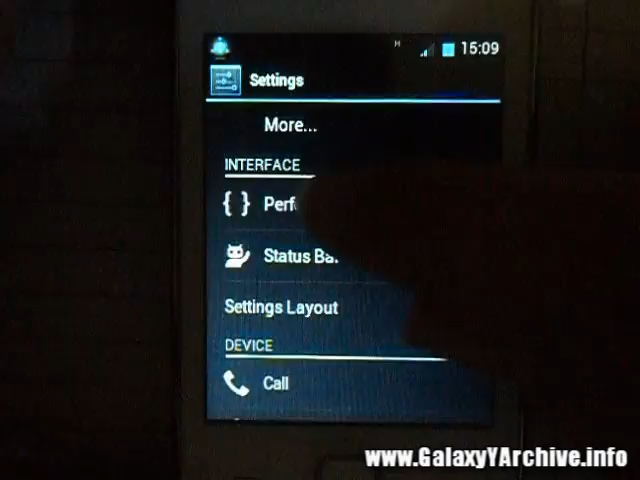 H 15:09
Settings
More...
INTERFACE
Perf
Status Ba
Settings Layout
DEVICE
Call
www.GalaxyYArchive.info